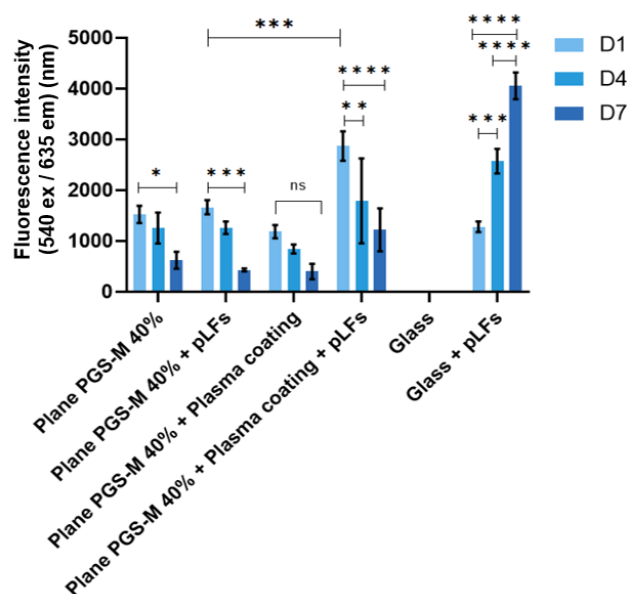 ****
***
****
D1
D4
D7
****
**
***
*
***
ns
5000
4000
3000
2000
1000
0
Fluorescence intensity
(540 ex / 635 em) (nm)
Plane PGS-M 40%
Plane PGS-M 40% + pLFs
Plane PGS-M 40% + Plasma coating
Plane PGS-M 40% + Plasma coating + pLFs
Glass
Glass + pLFs